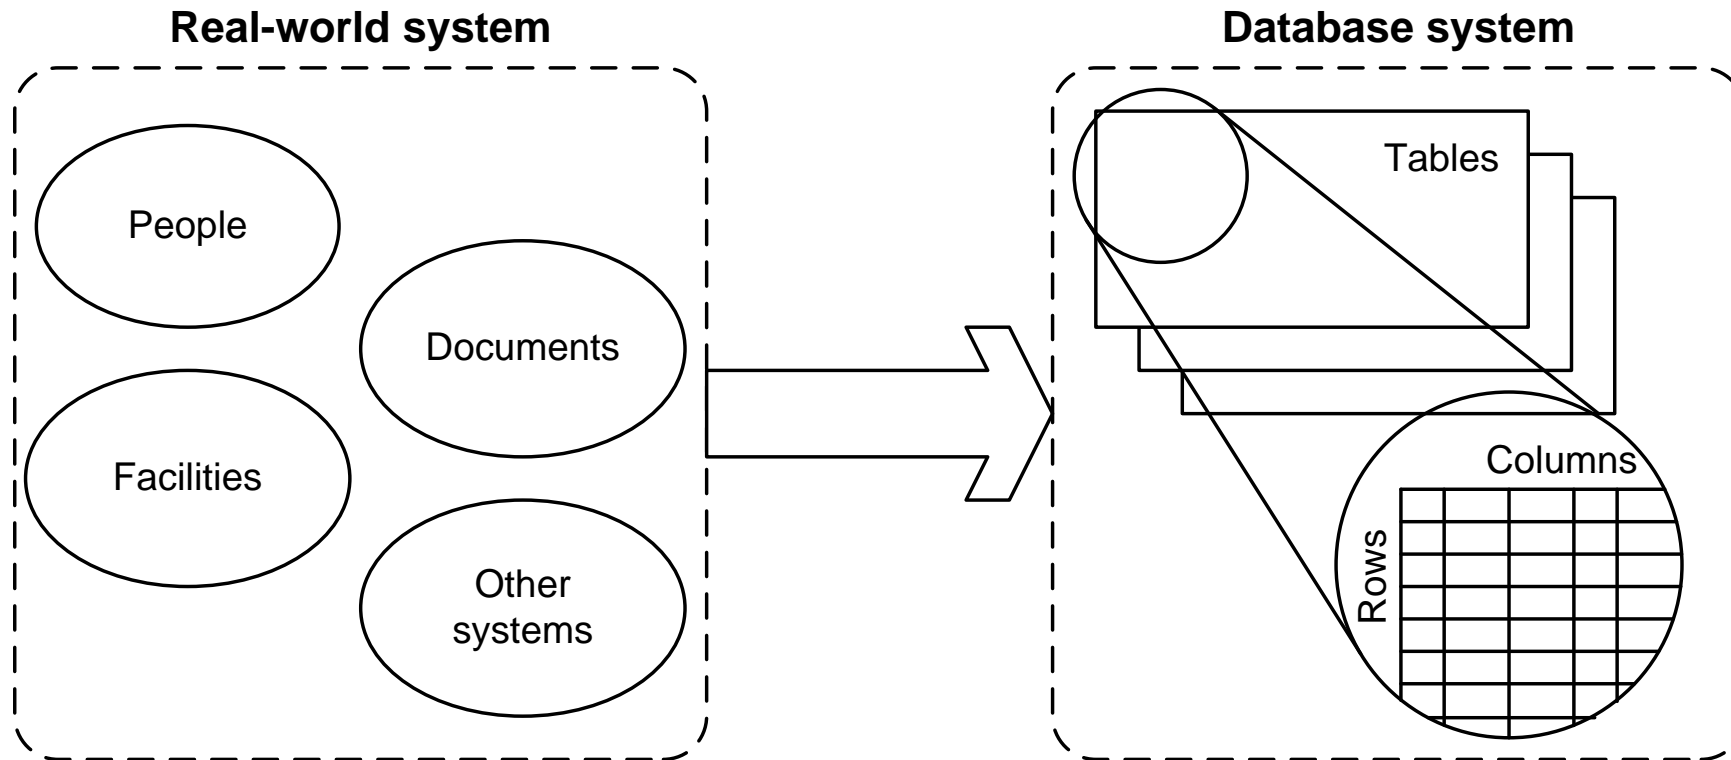 Real-world system
Database system
People
Documents
Facilities
Other
systems
Tables
Columns
Rows